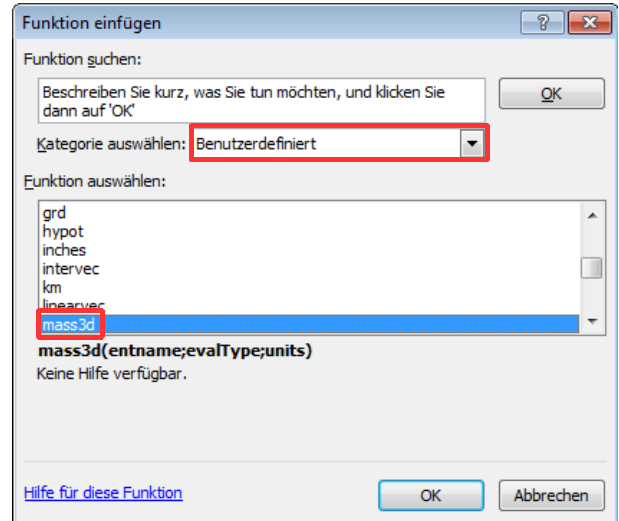 Funktion einfügen
Funktion suchen:
Beschreiben Sie kurz, was Sie tun möchten, und klicken Sie
dann auf 'OK'
OK
Kategorie auswählen: Benutzerdefiniert
Funktion auswählen:
grd
hypot
inches
intervec
km
linearvec
mass3d
mass3d(entname;evalType;units)
Keine Hilfe verfügbar.
Hilfe für diese Funktion
OK
Abbrechen